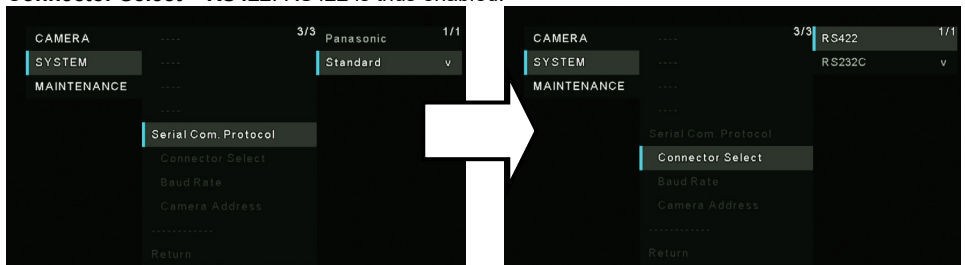 Connector Select – RS422. RS422 is thus enabled.
CAMERA
SYSTEM
MAINTENANCE
----
----
----
----
Serial Com. Protocol
Connector Select
Baud Rate
Camera Address
------------
Return
3/3
Panasonic
Standard
1/1
v
CAMERA
SYSTEM
MAINTENANCE
----
----
----
----
Serial Com. Protocol
Connector Select
Baud Rate
Camera Address
------------
Return
3/3
RS422
RS232C
1/1
v